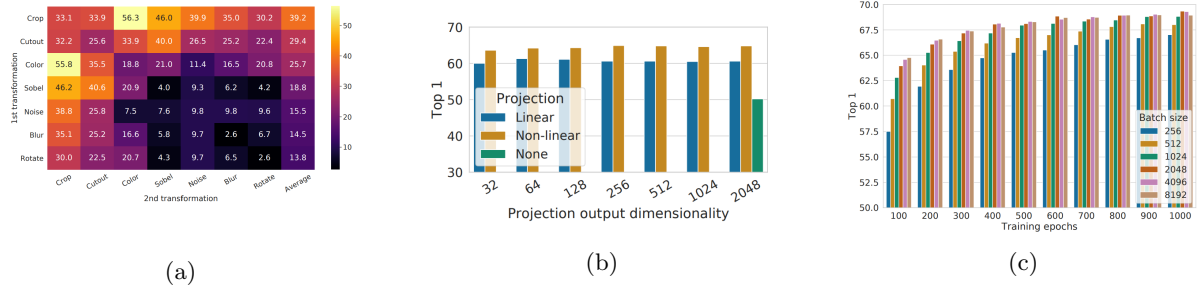 1st transformation
Crop 33.1 33.9 56.3 46.0 39.9 35.0 30.2 39.2
Cutout 32.2 25.6 33.9 40.0 26.5 25.2 22.4 29.4
Color 55.8 35.5 18.8 21.0 11.4 16.5 20.8 25.7
Sobel 46.2 40.6 20.9 4.0 9.3 6.2 4.2 18.8
Noise 38.8 25.8 7.5 7.6 9.8 9.8 9.6 15.5
Blur 35.1 25.2 16.6 5.8 9.7 2.6 6.7 14.5
Rotate 30.0 22.5 20.7 4.3 9.7 6.5 2.6 13.8
Crop Cutout Color Sobel Noise Blur Rotate Average
2nd transformation
50
40
30
20
10
(a)
Top 1
70
60
50
40
30
Projection
Linear
Non-linear
None
32 64 128 256 512 1024 2048
Projection output dimensionality
(b)
Top 1
70.0
67.5
65.0
62.5
60.0
57.5
55.0
52.5
50.0
Batch size
256
512
1024
2048
4096
8192
100 200 300 400 500 600 700 800 900 1000
Training epochs
(c)